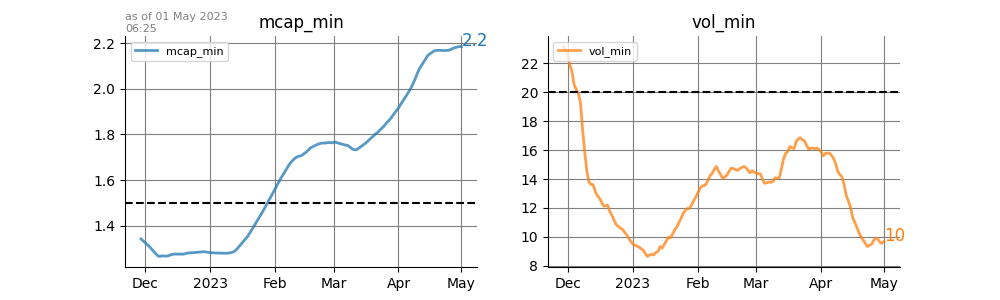 as of 01 May 2023
06:25
mcap_min
mcap_min
2.2
2.2
2.0
1.8
1.6
1.4
Dec 2023 Feb Mar Apr May
vol_min
vol_min
22
20
18
16
14
12
10
10
8
Dec 2023 Feb Mar Apr May